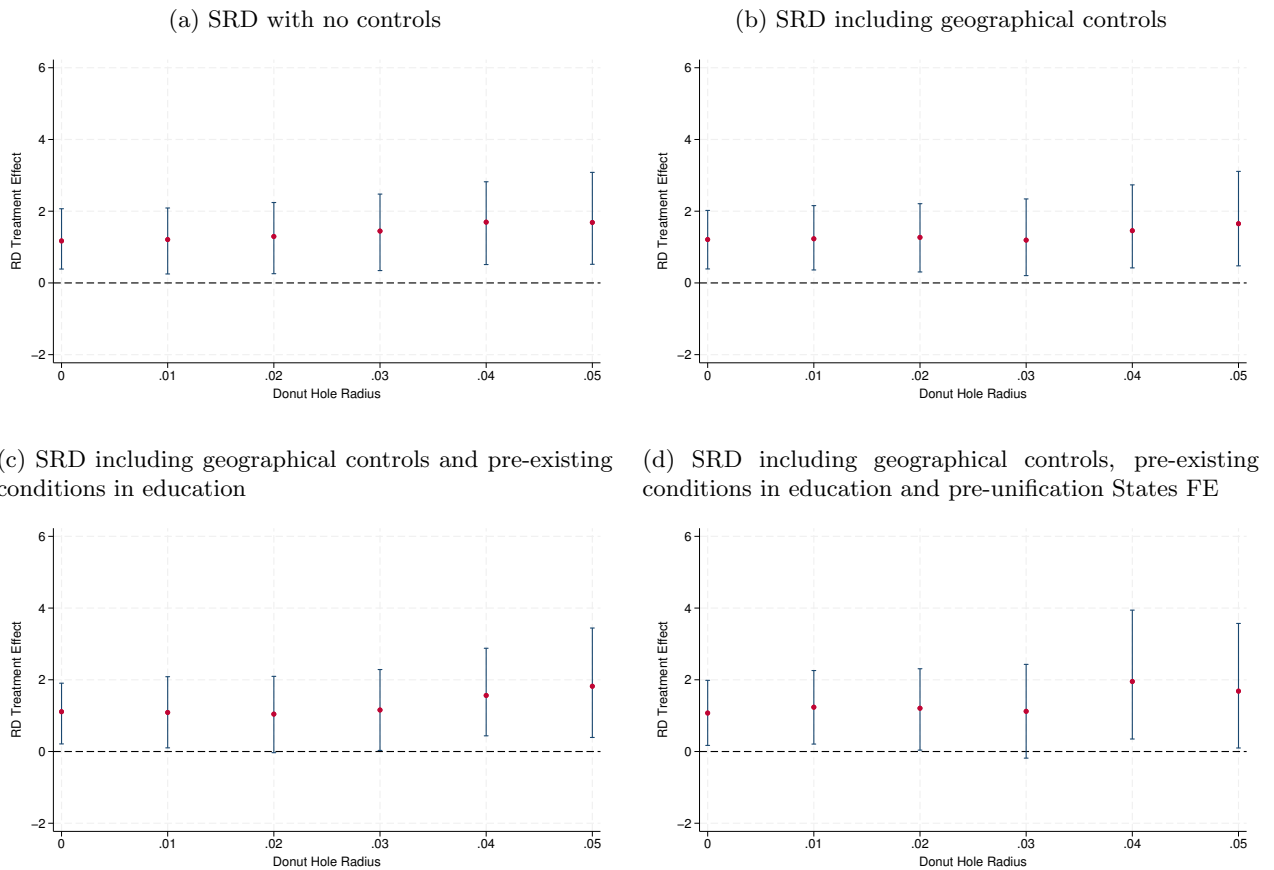 (a) SRD with no controls
6
4
2
0
−2
RD Treatment Effect
0 .01 .02 .03 .04 .05
Donut Hole Radius
(b) SRD including geographical controls
6
4
2
0
−2
RD Treatment Effect
0 .01 .02 .03 .04 .05
Donut Hole Radius
(c) SRD including geographical controls and pre-existing
conditions in education
6
4
2
0
−2
RD Treatment Effect
0 .01 .02 .03 .04 .05
Donut Hole Radius
(d) SRD including geographical controls, pre-existing
conditions in education and pre-unification States FE
6
4
2
0
−2
RD Treatment Effect
0 .01 .02 .03 .04 .05
Donut Hole Radius